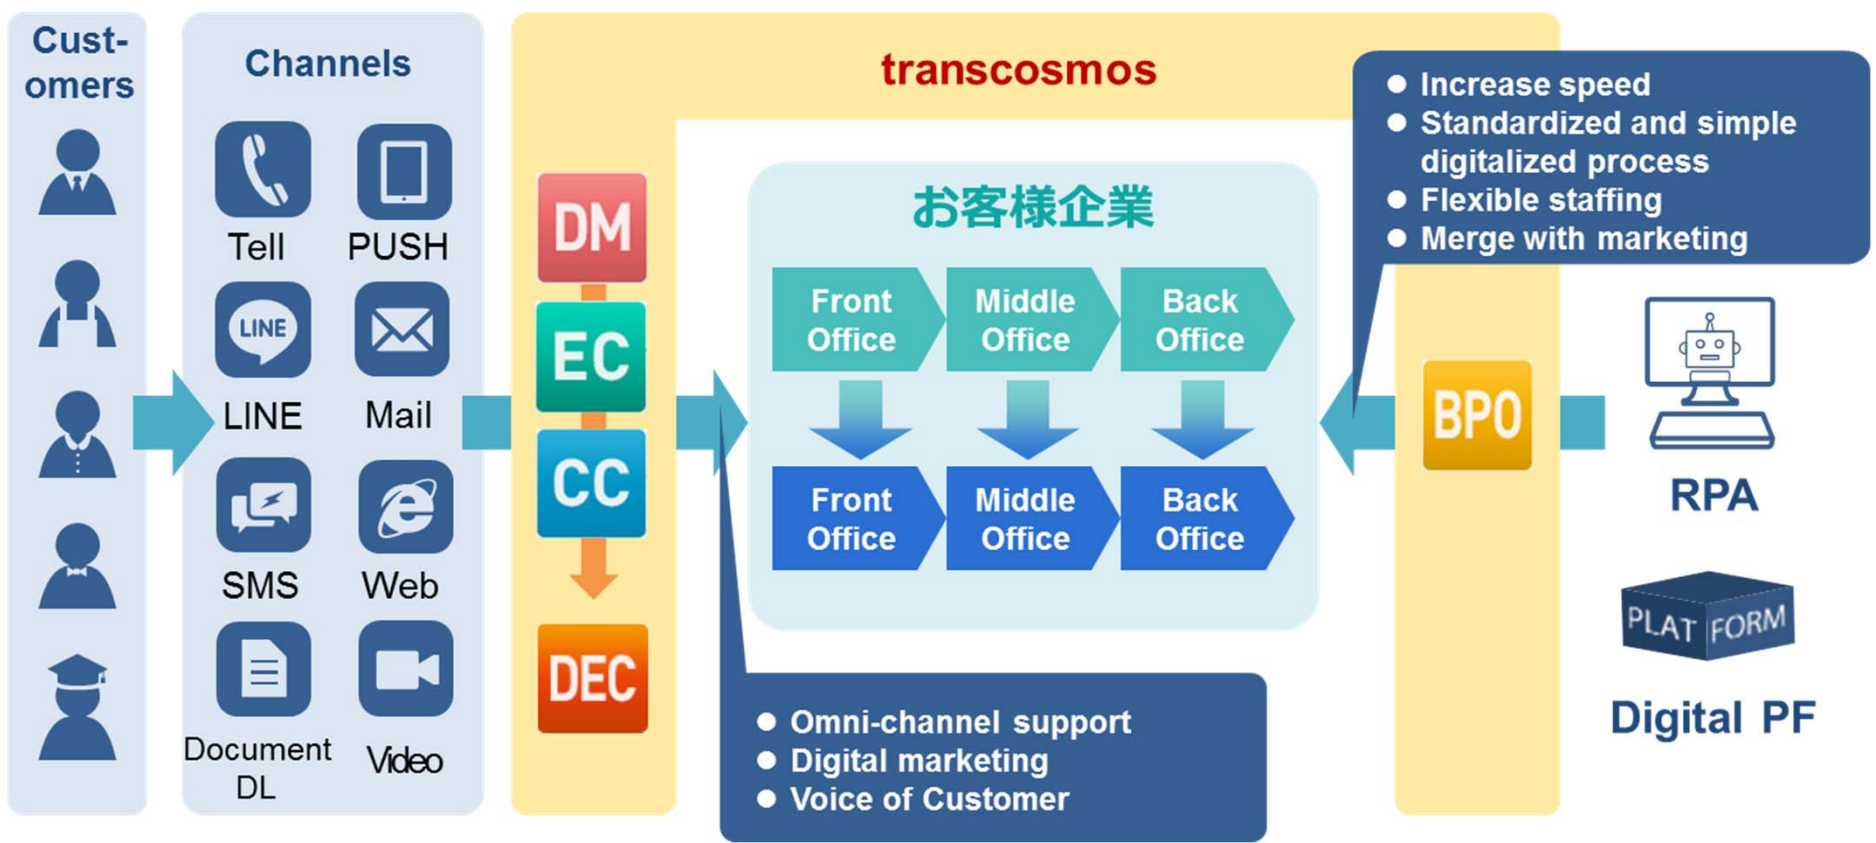 Cust-
omers
Channels
Tell
PUSH
LINE
LINE
Mail
SMS
Web
Document
DL
Video
transcosmos
DM
EC
CC
DEC
お客様企業
Front
Office
Middle
Office
Back
Office
Front
Office
Middle
Office
Back
Office
● Omni-channel support
● Digital marketing
● Voice of Customer
● Increase speed
● Standardized and simple
digitalized process
● Flexible staffing
● Merge with marketing
BPO
RPA
PLATFORM
Digital PF